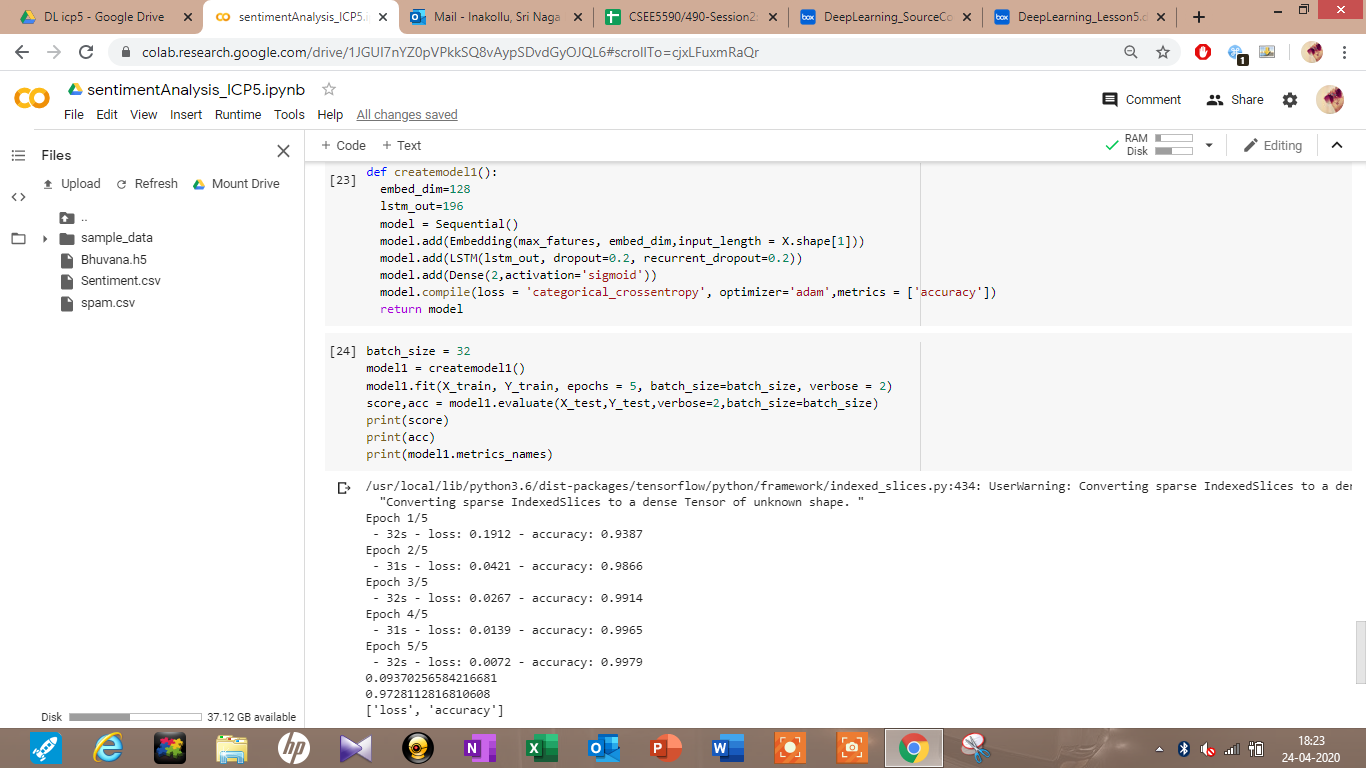 DL icp5 - Google Drive
sentimentAnalysis_ICP5.ip
Mail - Inakollu, Sri Naga
CSEE5590/490-Session2:
DeepLearning_SourceCo
DeepLearning_Lesson5.d
colab.research.google.com/drive/1JGUI7nYZ0pVPkkSQ8vAypSDvdGyOJQL6#scrollTo=cjxLFuxmRaQr
1
sentimentAnalysis_ICP5.ipynb
Comment
Share
File Edit View Insert Runtime Tools Help All changes saved
Files
+ Code + Text
RAM
Disk
Editing
Upload Refresh Mount Drive
..
sample_data
Bhuvana.h5
Sentiment.csv
spam.csv
[23]
def createmodel1():
embed_dim=128
lstm_out=196
model = Sequential()
model.add(Embedding(max_fatures, embed_dim,input_length = X.shape[1]))
model.add(LSTM(lstm_out, dropout=0.2, recurrent_dropout=0.2))
model.add(Dense(2,activation='sigmoid'))
model.compile(loss = 'categorical_crossentropy', optimizer='adam',metrics = ['accuracy'])
return model
[24] batch_size = 32
model1 = createmodel1()
model1.fit(X_train, Y_train, epochs = 5, batch_size=batch_size, verbose = 2)
score,acc = model1.evaluate(X_test,Y_test,verbose=2,batch_size=batch_size)
print(score)
print(acc)
print(model1.metrics_names)
/usr/local/lib/python3.6/dist-packages/tensorflow/python/framework/indexed_slices.py:434: UserWarning: Converting sparse IndexedSlices to a den
"Converting sparse IndexedSlices to a dense Tensor of unknown shape. "
Epoch 1/5
- 32s - loss: 0.1912 - accuracy: 0.9387
Epoch 2/5
- 31s - loss: 0.0421 - accuracy: 0.9866
Epoch 3/5
- 32s - loss: 0.0267 - accuracy: 0.9914
Epoch 4/5
- 31s - loss: 0.0139 - accuracy: 0.9965
Epoch 5/5
- 32s - loss: 0.0072 - accuracy: 0.9979
0.09370256584216681
0.9728112816810608
['loss', 'accuracy']
Disk 37.12 GB available
18:23
24-04-2020